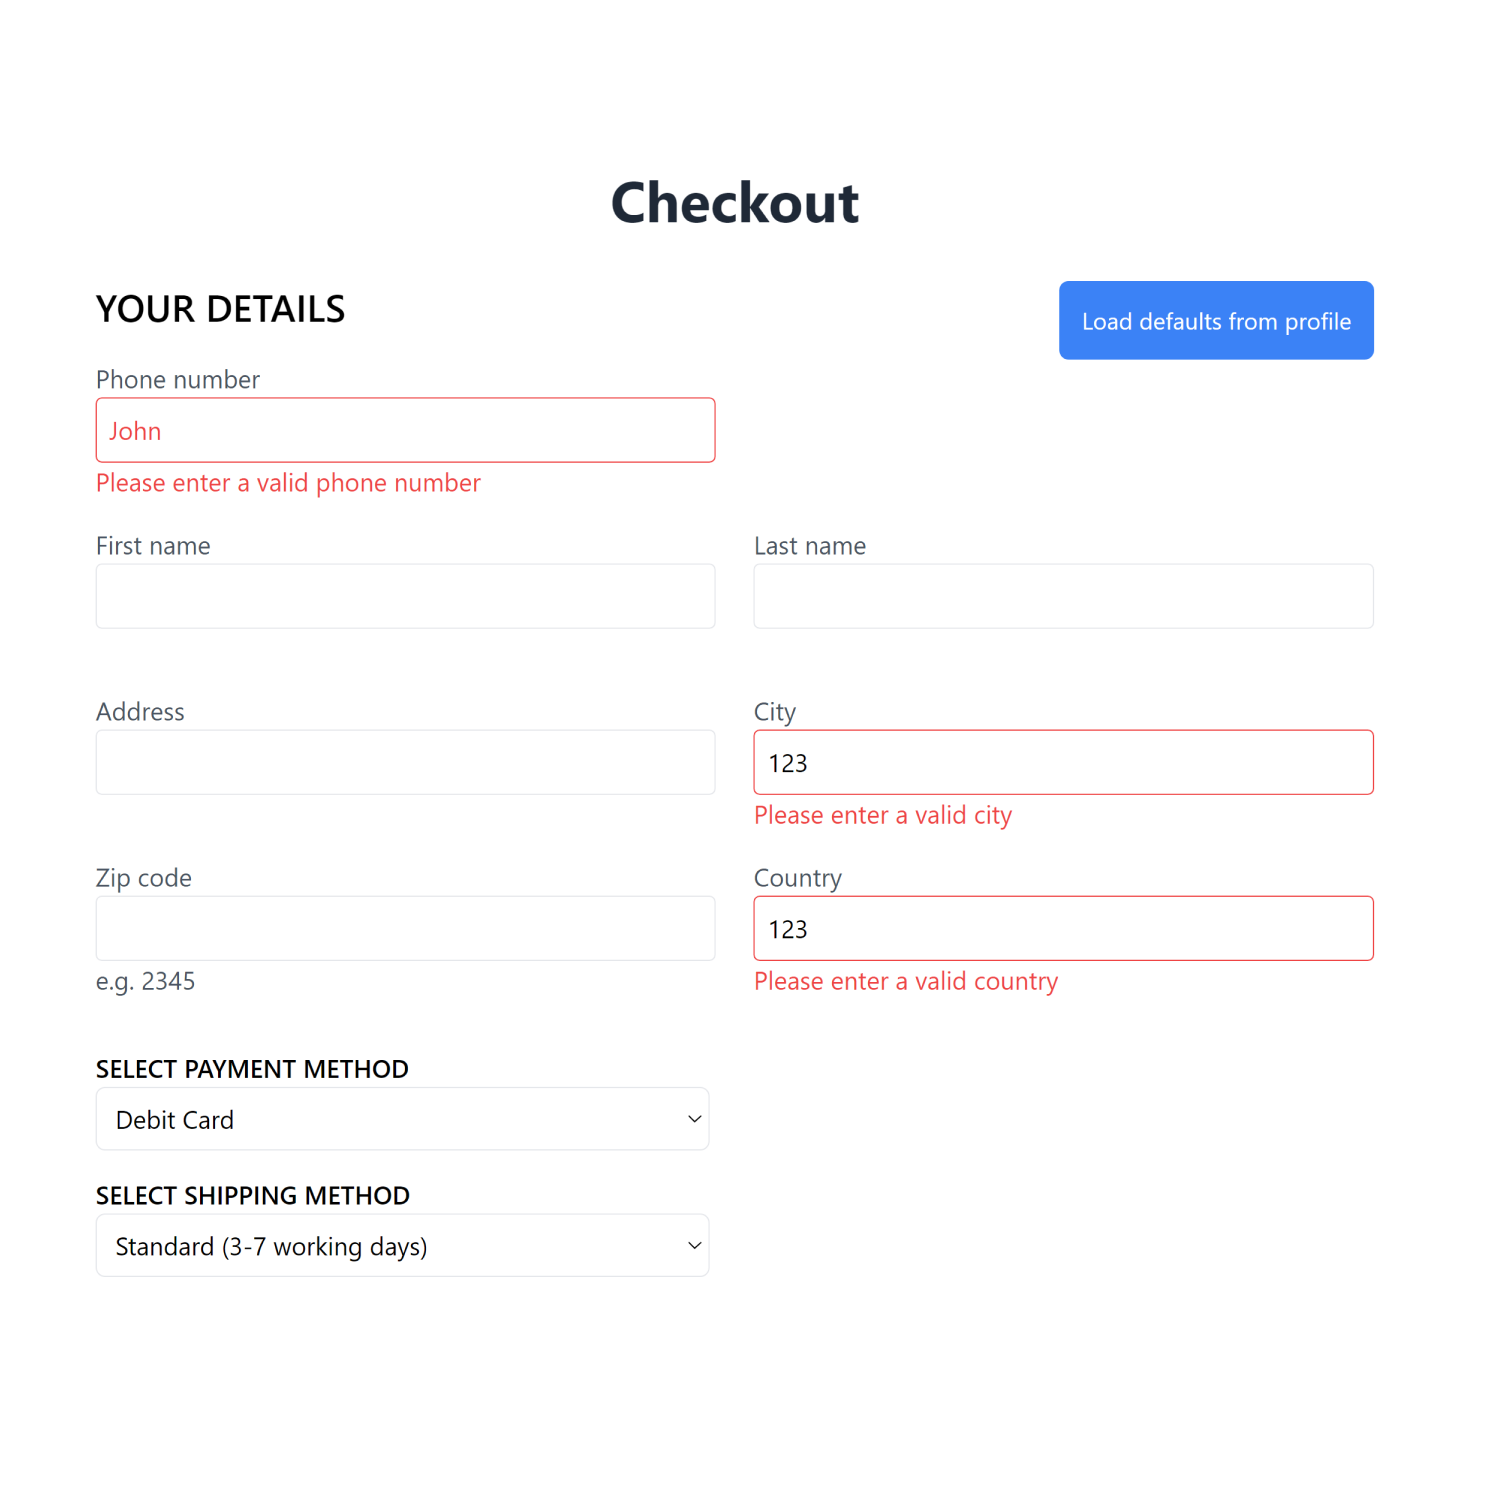 Checkout
YOUR DETAILS
Load defaults from profile
Phone number
John
Please enter a valid phone number
First name
Last name
Address
City
123
Please enter a valid city
Zip code
Country
123
e.g. 2345
Please enter a valid country
SELECT PAYMENT METHOD
Debit Card
SELECT SHIPPING METHOD
Standard (3-7 working days)